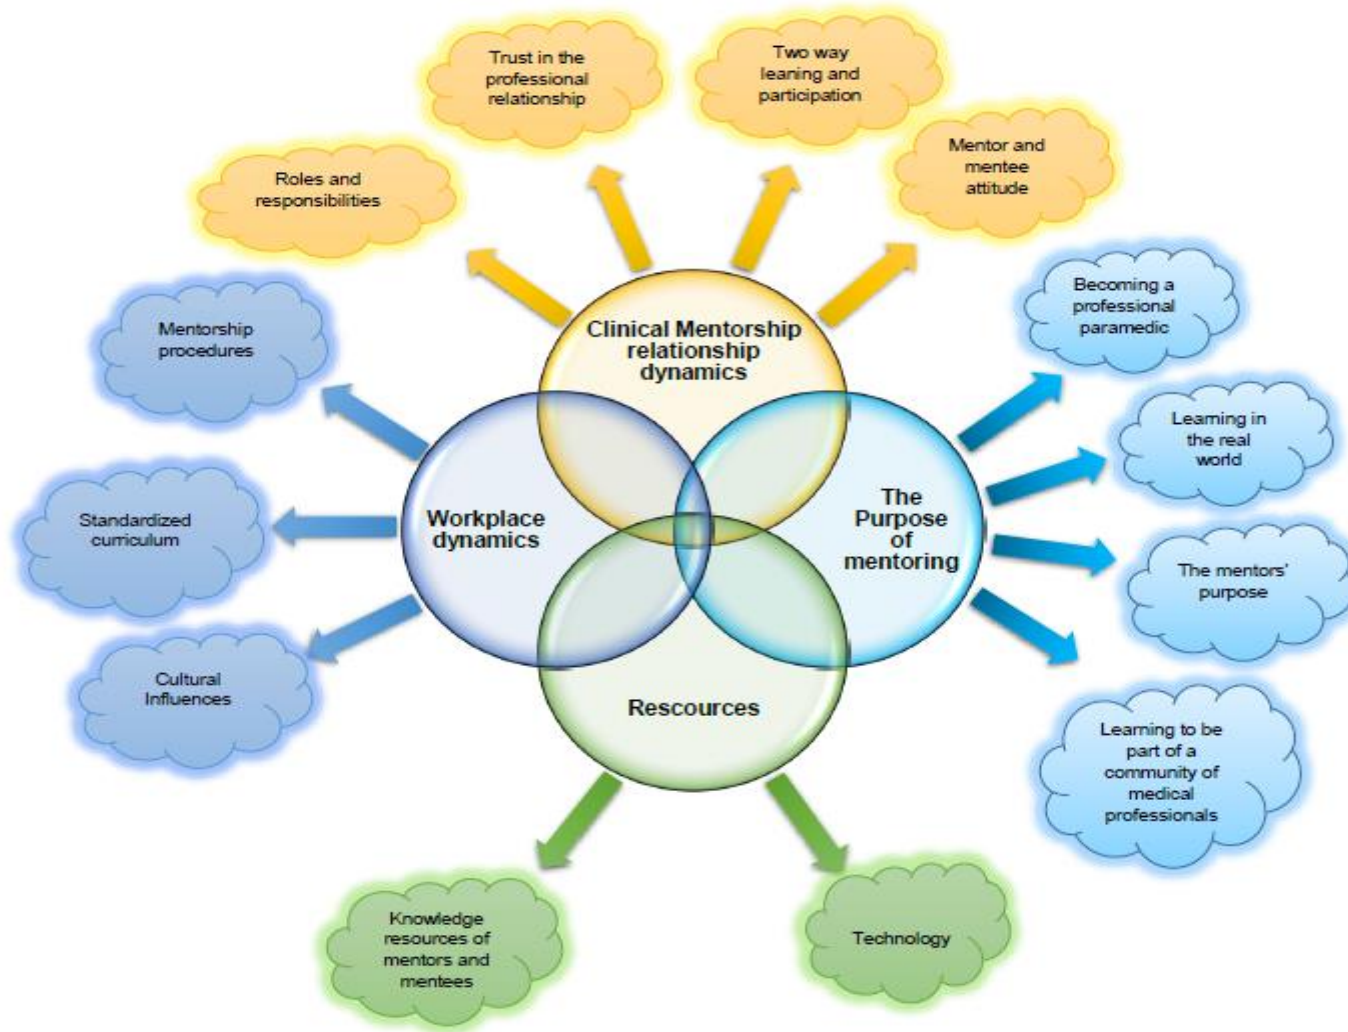 Trust in the
professional
relationship
Two way
leaning and
participation
Mentor and
mentee
attitude
Roles and
responsibilities
Becoming a
professional
paramedic
Mentorship
procedures
Clinical Mentorship
relationship
dynamics
Learning in
the real
world
Standardized
curriculum
Workplace
dynamics
The
Purpose
of
mentoring
The mentors'
purpose
Cultural
Influences
Rescources
Learning to be
part of a
community of
medical
professionals
Knowledge
resources of
mentors and
mentees
Technology